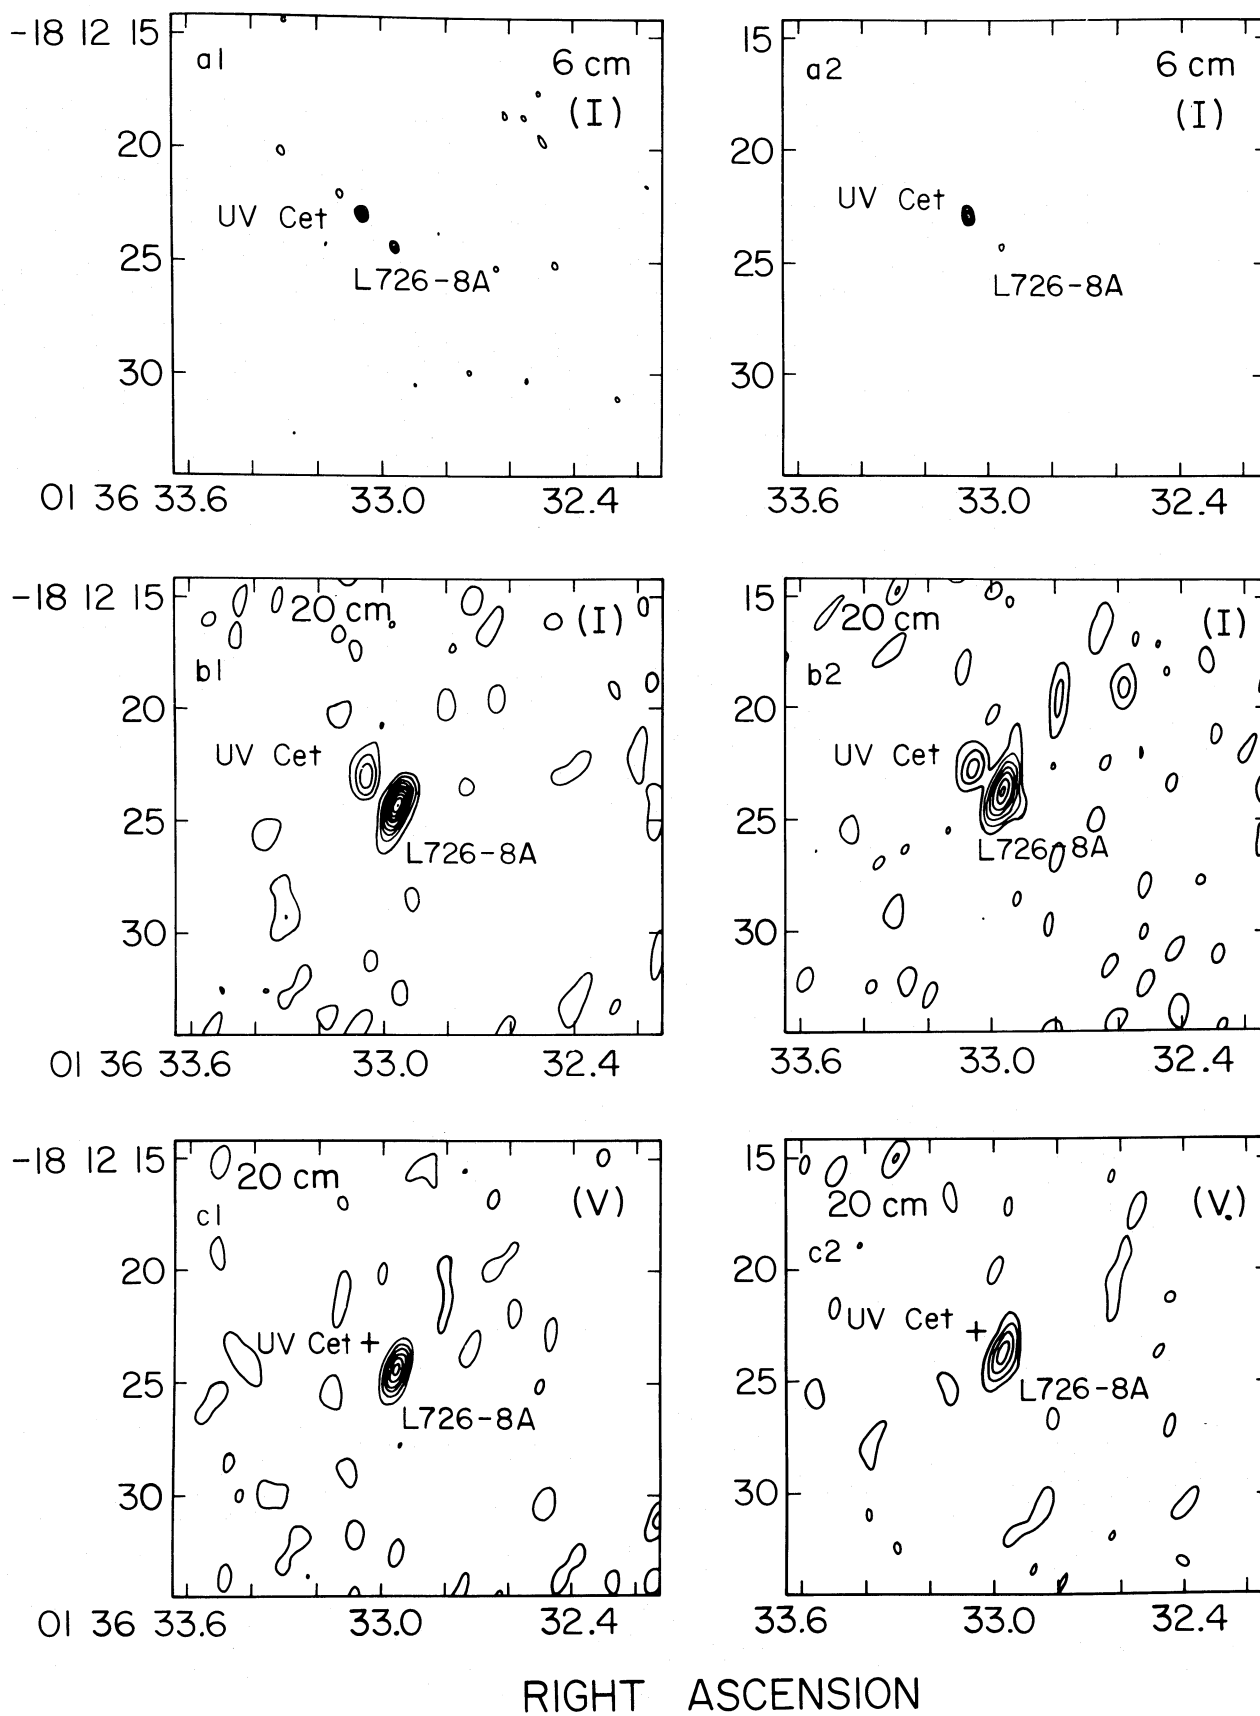 -18 12 15
a1
6 cm
(I)
20
UV Cet
25
L726-8A
30
01 36 33.6 33.0 32.4
15
a2
6 cm
(I)
20
UV Cet
25
L726-8A
30
33.6 33.0 32.4
-18 12 15
20 cm
(I)
b1
20
UV Cet
25
L726-8A
30
01 36 33.6 33.0 32.4
15
20 cm
(I)
b2
20
UV Cet
25
L726-8A
30
33.6 33.0 32.4
-18 12 15
20 cm
(V)
c1
20
UV Cet +
25
L726-8A
30
01 36 33.6 33.0 32.4
15
20 cm
(V)
c2
20
UV Cet +
25
L726-8A
30
33.6 33.0 32.4
RIGHT ASCENSION